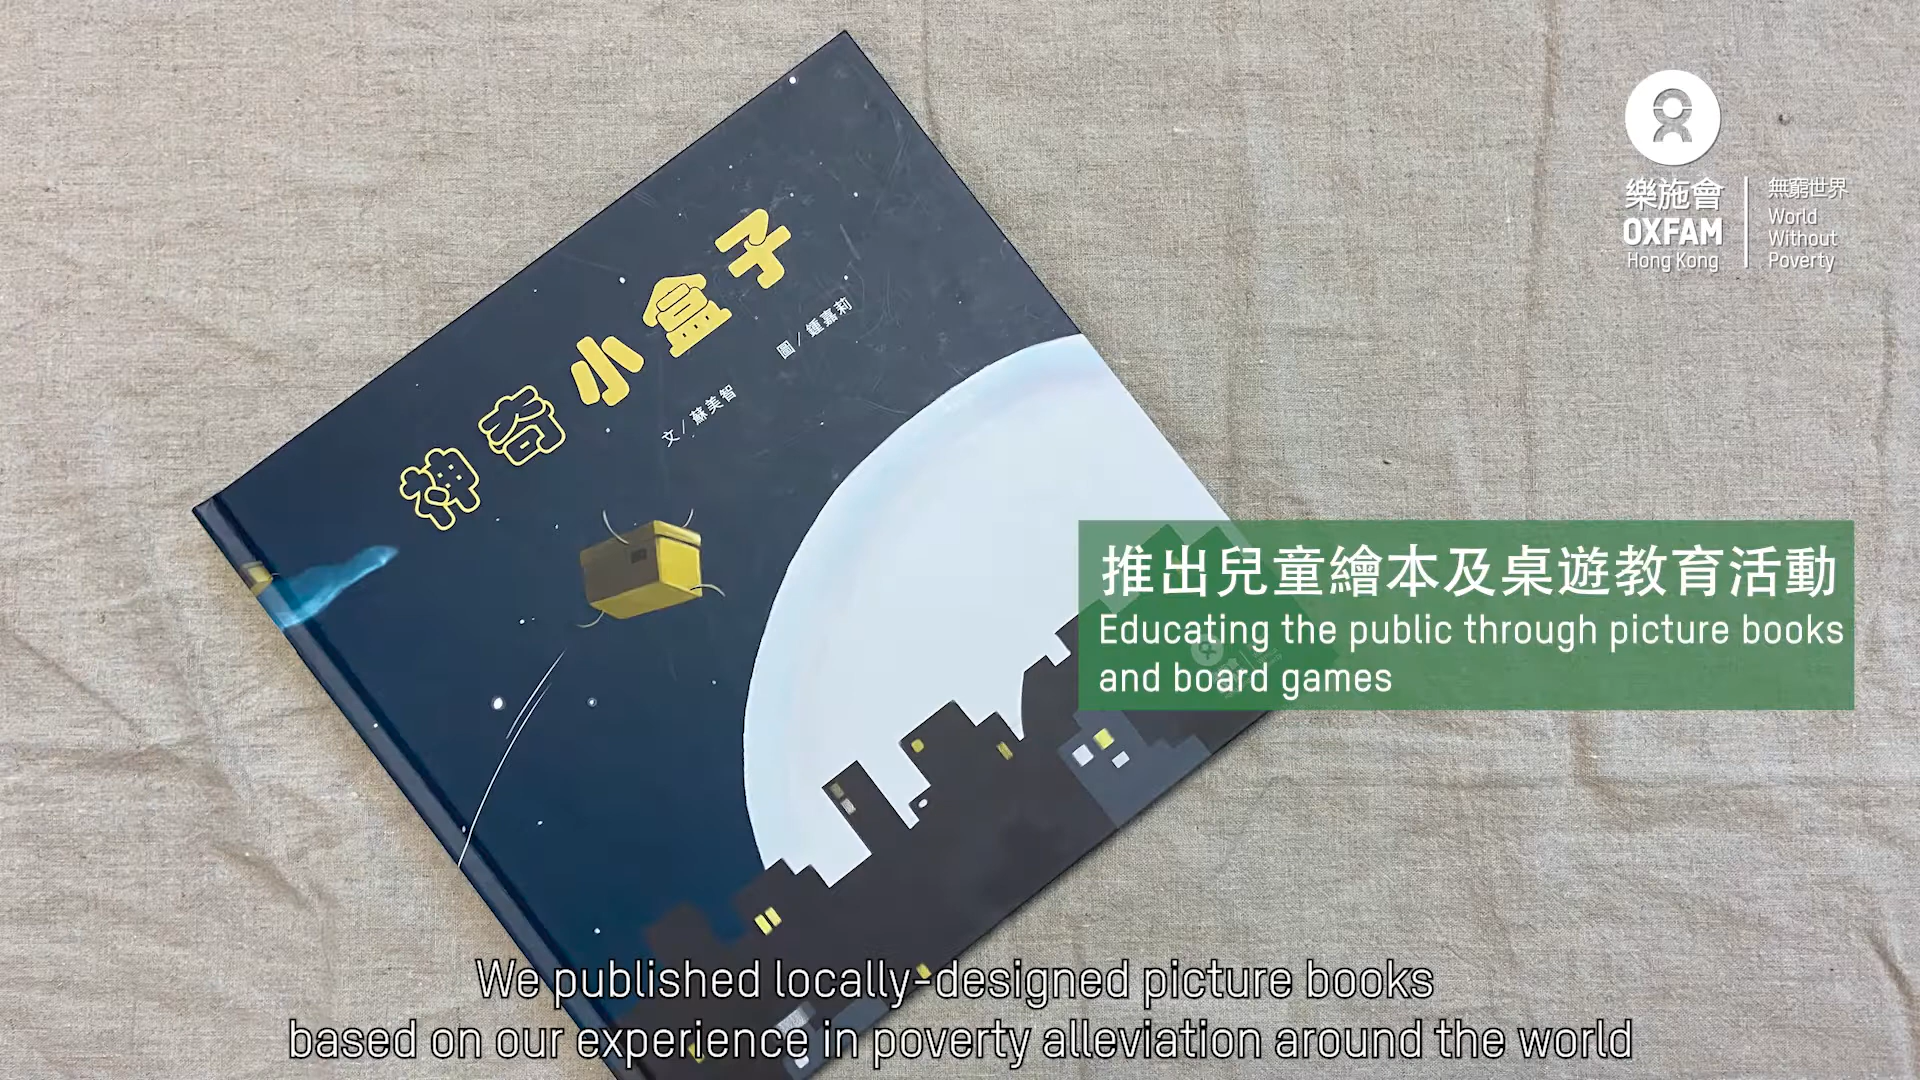 神奇小盒子
文/蘇美智
圖/鍾嘉莉
樂施會
OXFAM
Hong Kong
無窮世界
World
Without
Poverty
推出兒童繪本及桌遊教育活動
Educating the public through picture books
and board games
We published locally-designed picture books
based on our experience in poverty alleviation around the world